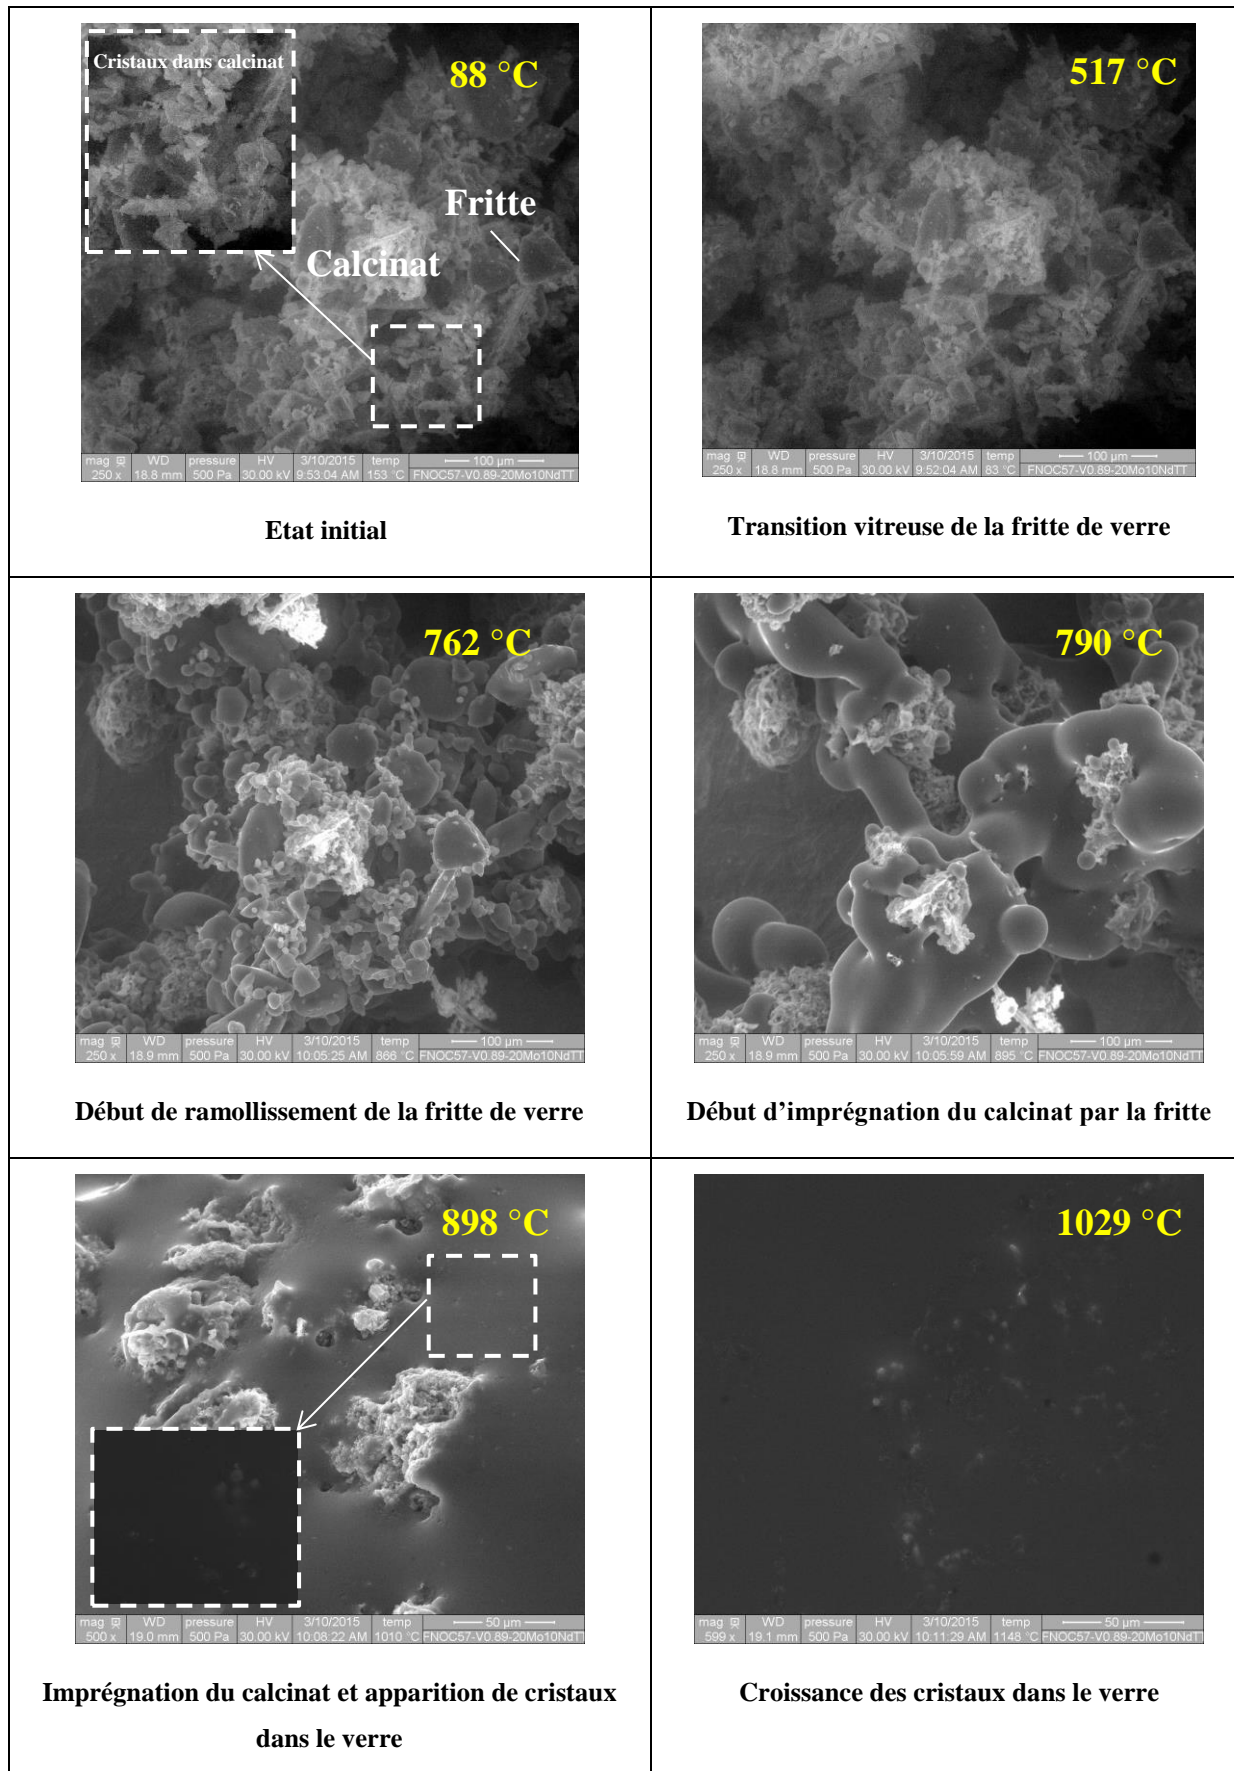 Cristaux dans calcinat
88 °C
Fritte
Calcinat
mag WD pressure HV 3/10/2015 temp 100 µm
250 x 18.8 mm 500 Pa 30.00 kV 9:53:04 AM 153 °C FNOC57-V0.89-20Mo10NdTT
Etat initial
517 °C
mag WD pressure HV 3/10/2015 temp 100 µm
250 x 18.8 mm 500 Pa 30.00 kV 9:52:04 AM 83 °C FNOC57-V0.89-20Mo10NdTT
Transition vitreuse de la fritte de verre
762 °C
mag WD pressure HV 3/10/2015 temp 100 µm
250 x 18.9 mm 500 Pa 30.00 kV 10:05:25 AM 866 °C FNOC57-V0.89-20Mo10NdTT
Début de ramollissement de la fritte de verre
790 °C
mag WD pressure HV 3/10/2015 temp 100 µm
250 x 18.9 mm 500 Pa 30.00 kV 10:05:59 AM 895 °C FNOC57-V0.89-20Mo10NdTT
Début d’imprégnation du calcinat par la fritte
898 °C
mag WD pressure HV 3/10/2015 temp 50 µm
500 x 19.0 mm 500 Pa 30.00 kV 10:08:22 AM 1010 °C FNOC57-V0.89-20Mo10NdTT
Imprégnation du calcinat et apparition de cristaux
dans le verre
1029 °C
mag WD pressure HV 3/10/2015 temp 50 µm
599 x 19.1 mm 500 Pa 30.00 kV 10:11:29 AM 1148 °C FNOC57-V0.89-20Mo10NdTT
Croissance des cristaux dans le verre